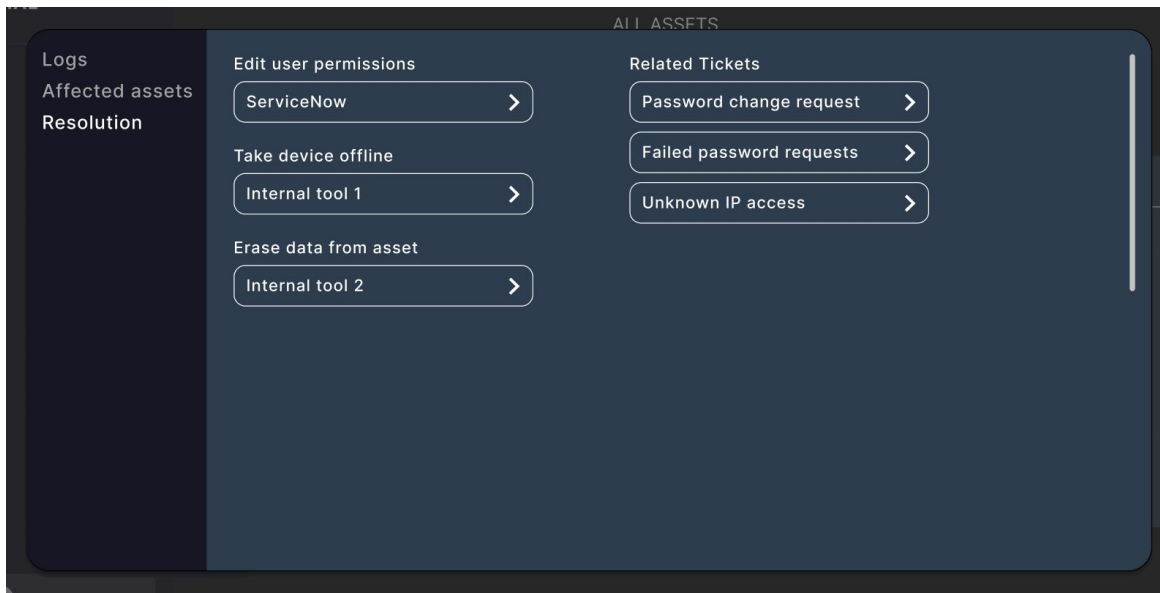 ALL ASSETS
Logs
Affected assets
Resolution
Edit user permissions
ServiceNow
Take device offline
Internal tool 1
Erase data from asset
Internal tool 2
Related Tickets
Password change request
Failed password requests
Unknown IP access